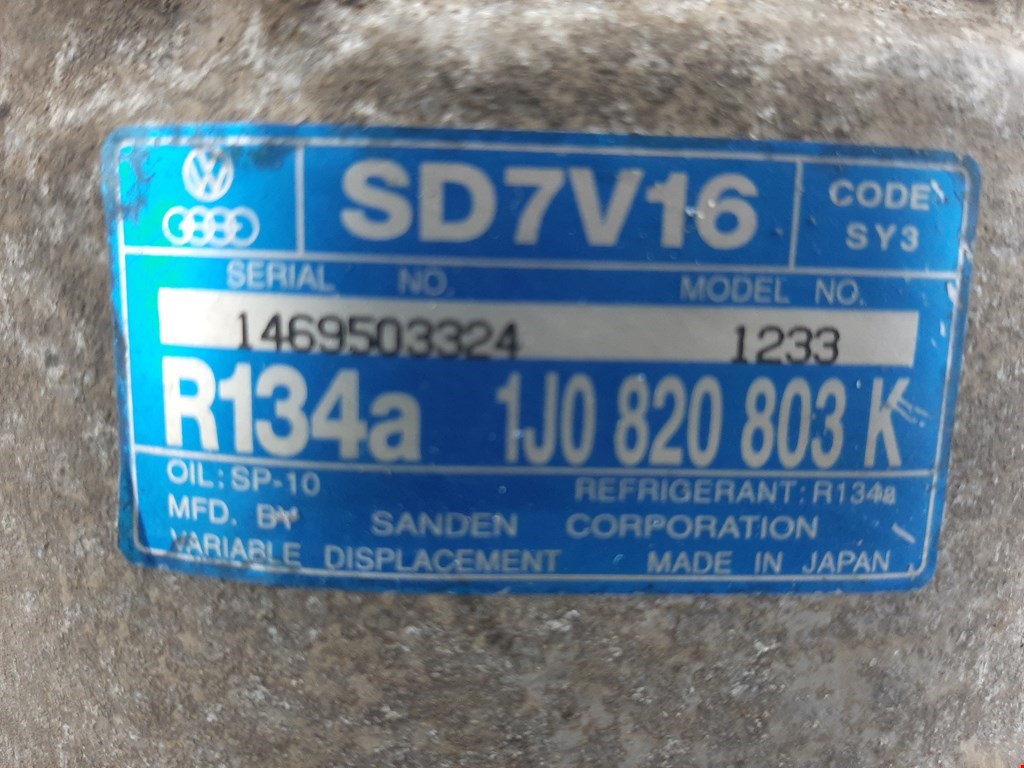 SD7V16
CODE
SY3
SERIAL NO. MODEL NO.
1469503324 1233
R134a 1J0 820 803 K
OIL: SP-10 REFRIGERANT: R134a
MFD. BY SANDEN CORPORATION
VARIABLE DISPLACEMENT MADE IN JAPAN